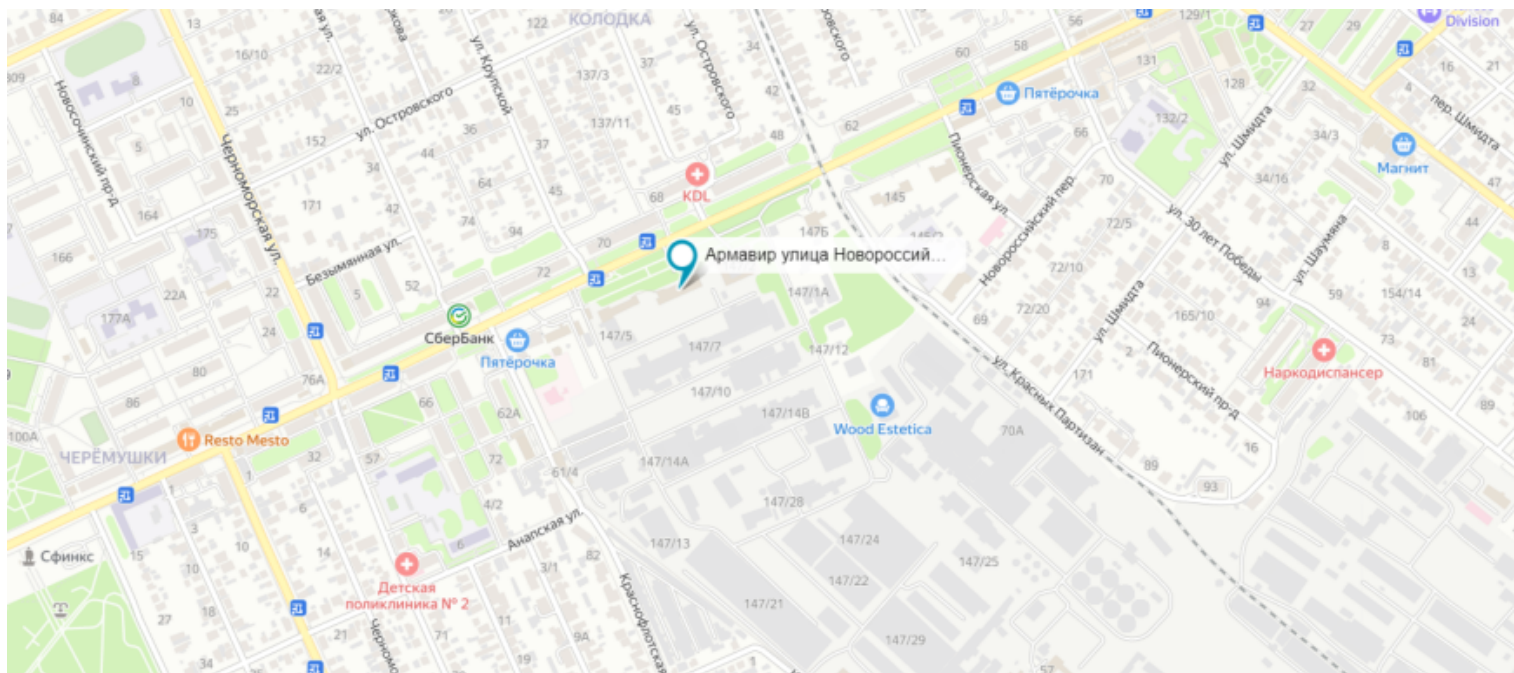 КОЛОДКА
122
13
129/1
56
27
29
Division
16/10
ул. Крупской
ул. Островского
34
60
58
131
16
21
309
Новосочинский пр-д
8
22/2
137/3
37
42
Пятёрочка
128
32
4
пер. Шмидта
10
25
ул. Островского
45
137/11
132/2
ул. Шмидта
34/3
5
152
36
37
48
62
66
Магнит
Черноморская ул.
34
44
Пионерская ул.
34/16
47
164
171
42
64
45
68
KDL
145
Новороссийский пер.
70
ул. 30 лет Победы
ул. Шаумяна
44
175
Безымянная ул.
74
94
70
147Б
72/5
8
166
Армавир улица Новороссий...
22А
22
5
52
72
147/1А
72/10
13
177А
24
СберБанк
Пятёрочка
147/5
147/7
147/12
69
72/20
ул. Шмидта
165/10
94
59
154/14
24
80
76А
66
62А
147/10
2
171
Пионерский пр-д
Наркодиспансер
73
81
86
147/14В
Wood Estetica
70А
ул. Красных Партизан
106
89
100А
Resto Mesto
ЧЕРЁМУШКИ
32
57
72
61/4
147/14А
89
16
93
1
1
4/2
147/28
3
6
Анапская ул.
Сфинкс
15
10
14
6
82
147/13
147/24
147/25
10
Детская
поликлиника № 2
3/1
Краснофлотская
147/22
27
18
21
71
11
9А
147/21
147/29
34
19
1
57